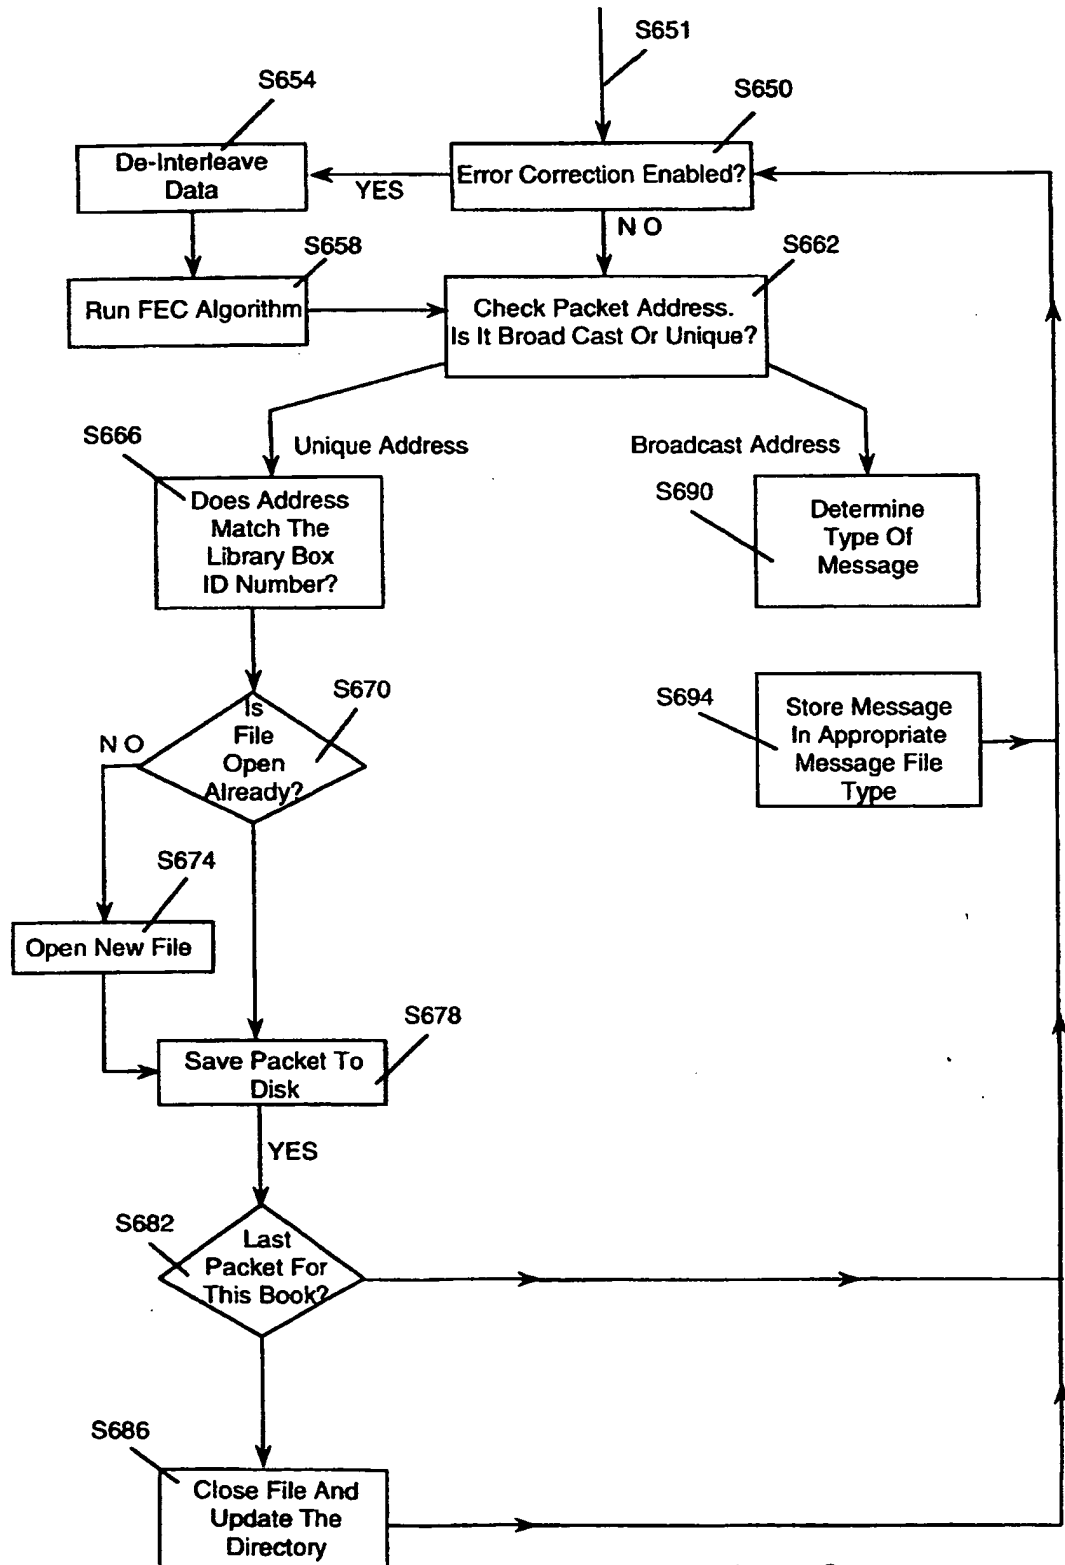 S651
S654
S650
De-Interleave
Data
YES
Error Correction Enabled?
N O
S658
S662
Run FEC Algorithm
Check Packet Address.
Is It Broad Cast Or Unique?
S666
Unique Address
Broadcast Address
Does Address
Match The
Library Box
ID Number?
S690
Determine
Type Of
Message
S670
Is
File
Open
Already?
N O
S694
Store Message
In Appropriate
Message File
Type
S674
Open New File
S678
Save Packet To
Disk
YES
S682
Last
Packet For
This Book?
S686
Close File And
Update The
Directory